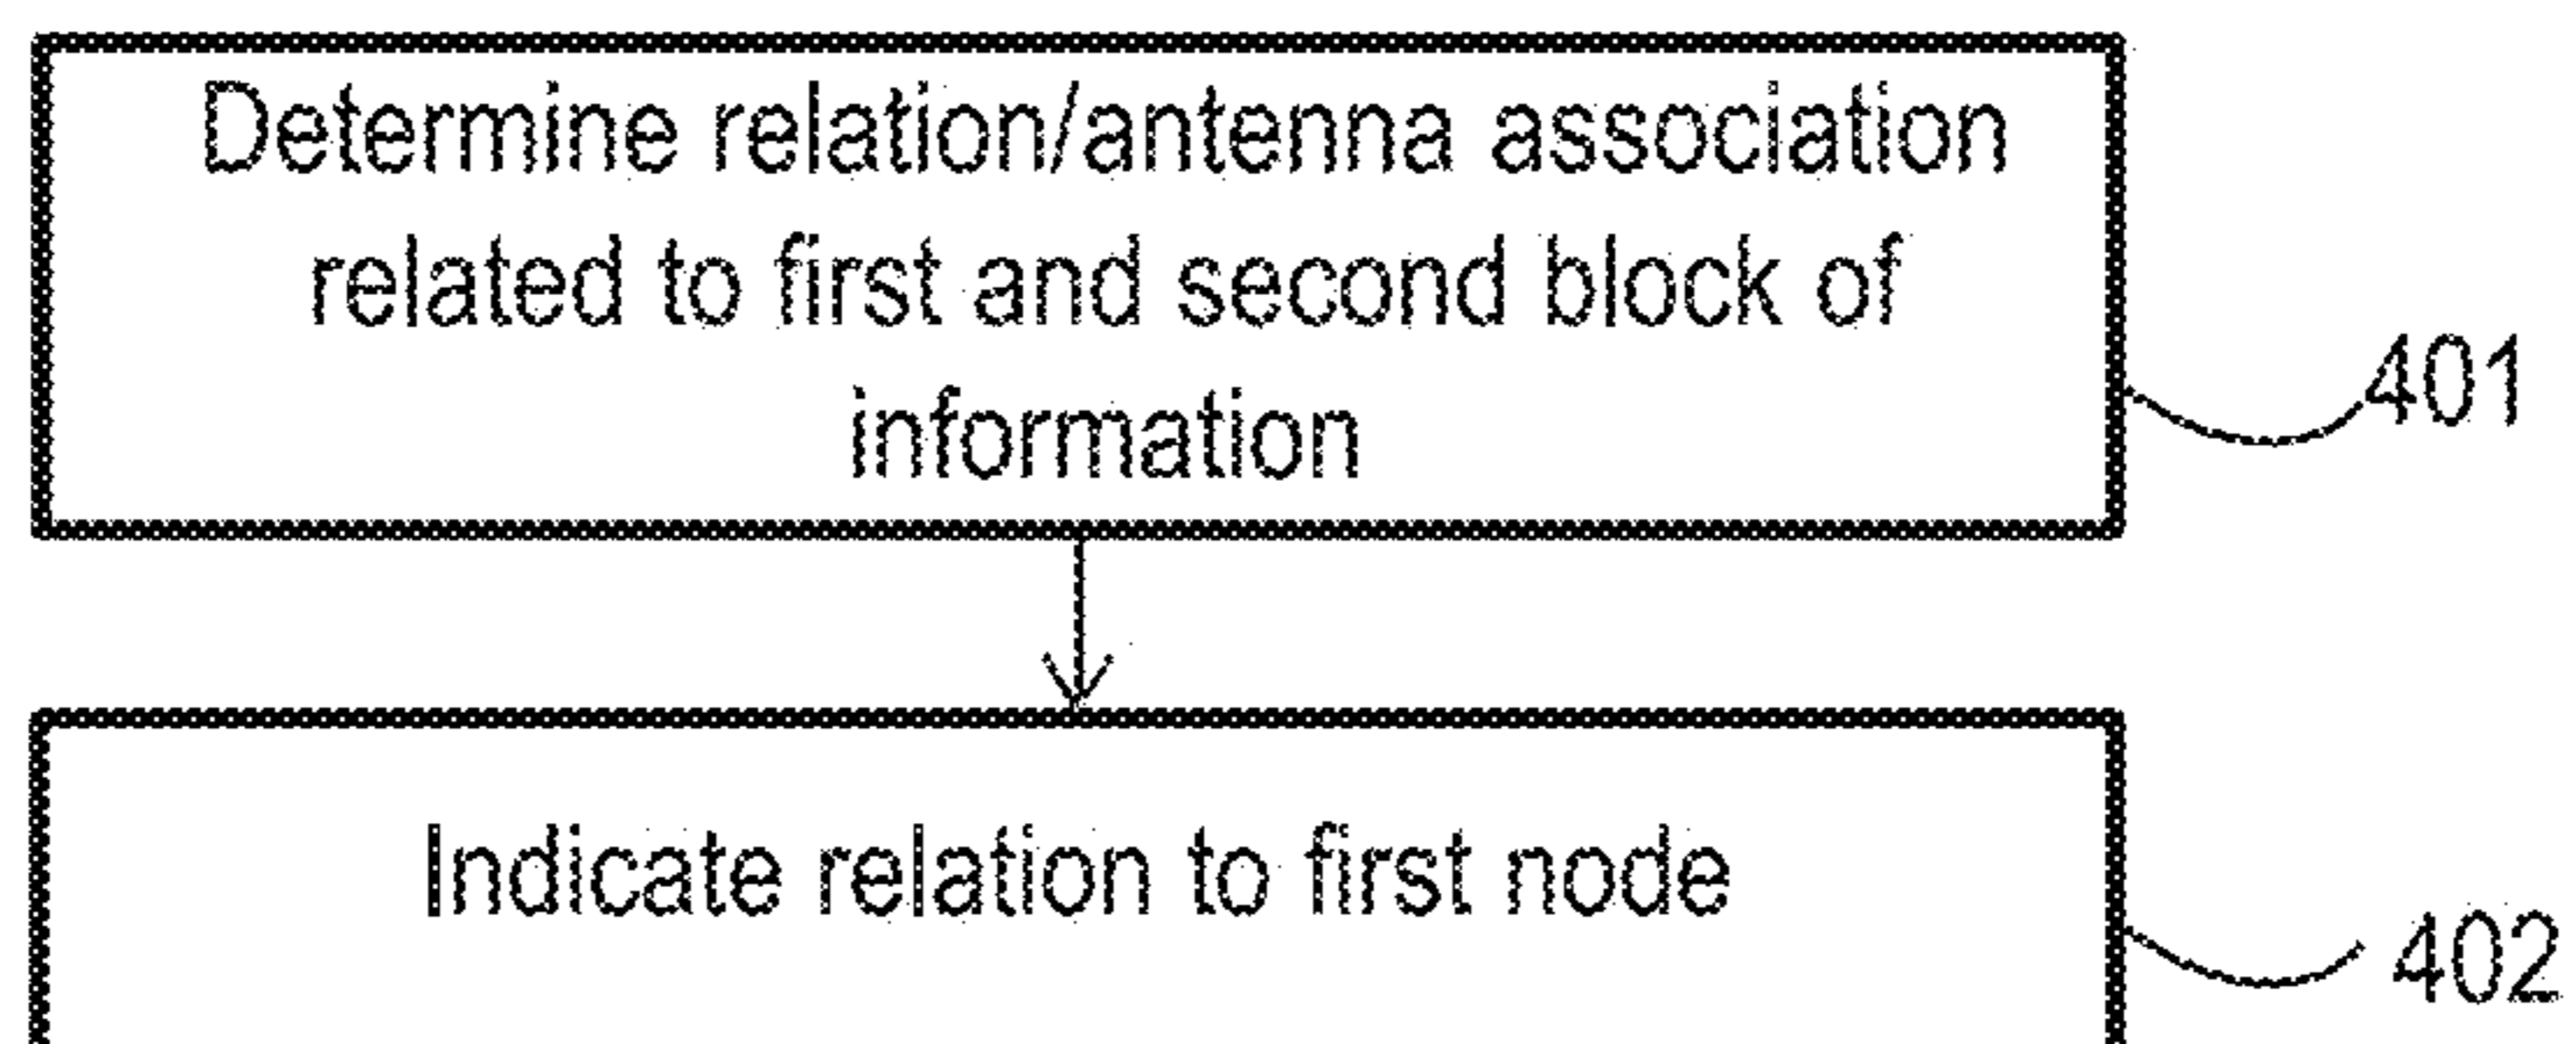 Determine relation/antenna association
related to first and second block of
information
401
Indicate relation to first node
402